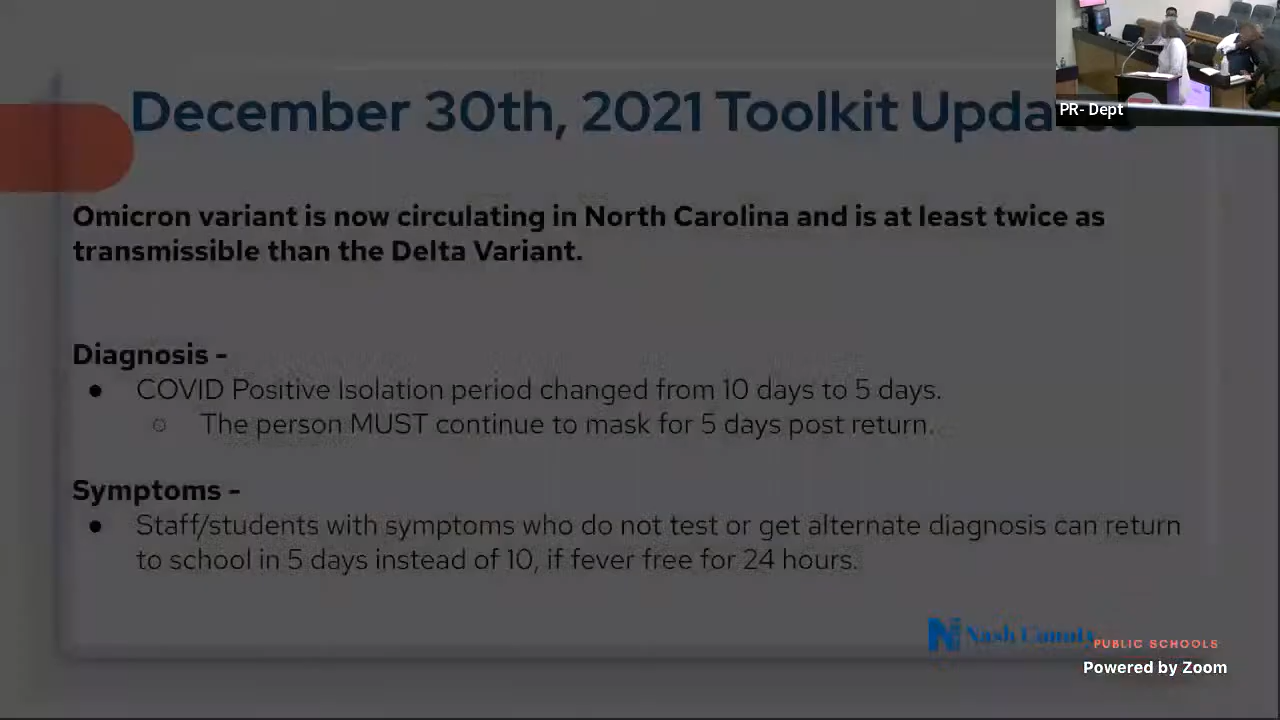 December 30th, 2021 Toolkit Updates
PR- Dept
Omicron variant is now circulating in North Carolina and is at least twice as
transmissible than the Delta Variant.
Diagnosis -
● COVID Positive Isolation period changed from 10 days to 5 days.
○ The person MUST continue to mask for 5 days post return.
Symptoms -
● Staff/students with symptoms who do not test or get alternate diagnosis can return
to school in 5 days instead of 10, if fever free for 24 hours.
Nash County
PUBLIC SCHOOLS
Powered by Zoom